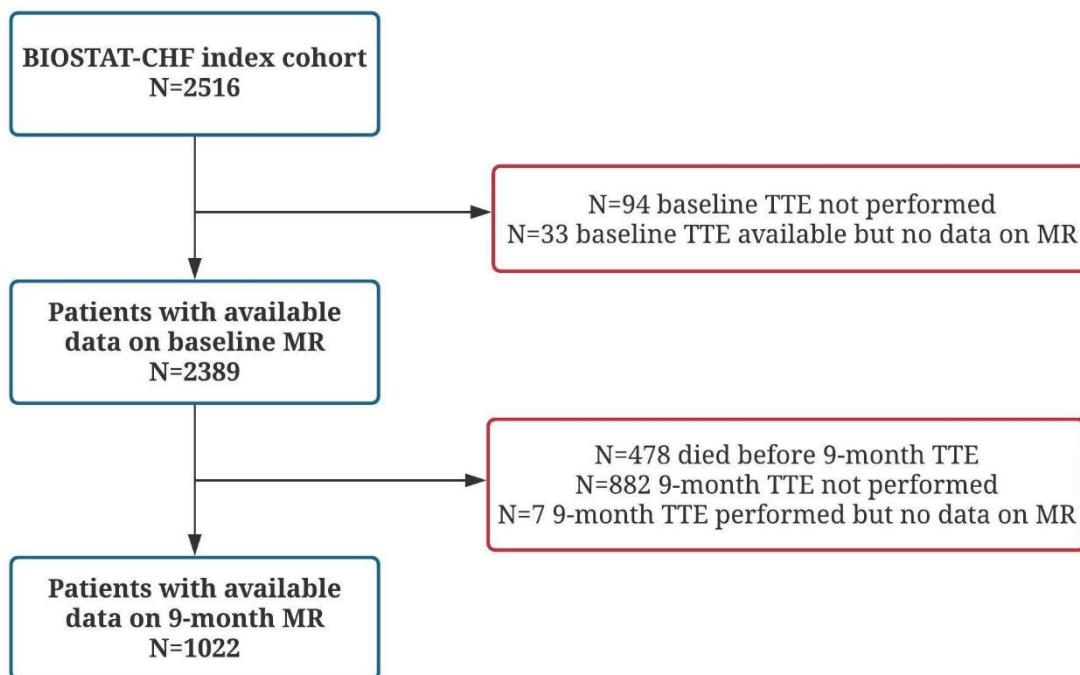 BIOSTAT-CHF index cohort
N=2516
N=94 baseline TTE not performed
N=33 baseline TTE available but no data on MR
Patients with available
data on baseline MR
N=2389
N=478 died before 9-month TTE
N=882 9-month TTE not performed
N=7 9-month TTE performed but no data on MR
Patients with available
data on 9-month MR
N=1022